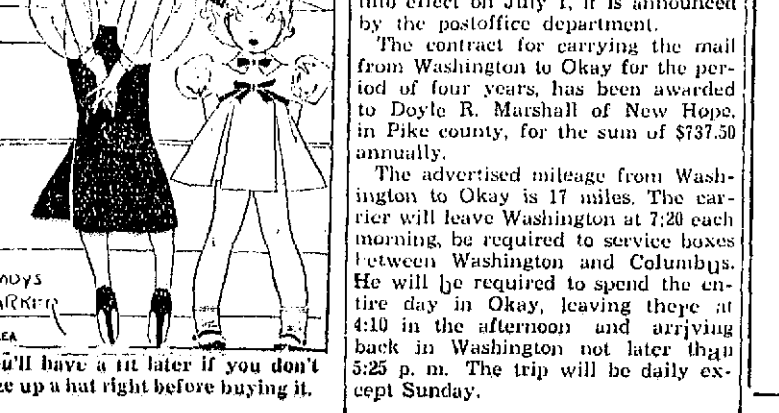 into effect on July 1, it is announced
by the postoffice department.
The contract for carrying the mail
from Washington to Okay for the per-
iod of four years, has been awarded
to Doyle R. Marshall of New Hope,
in Pike county, for the sum of $737.50
annually.
The advertised mileage from Wash-
ington to Okay is 17 miles. The car-
rier will leave Washington at 7:20 each
morning, be required to service boxes
between Washington and Columbus.
He will be required to spend the en-
tire day in Okay, leaving there at
4:10 in the afternoon and arriving
back in Washington not later than
5:25 p. m. The trip will be daily ex-
cept Sunday.
ADYS
ARKER
EA
u'll have a fit later if you don't
ze up a hat right before buying it.